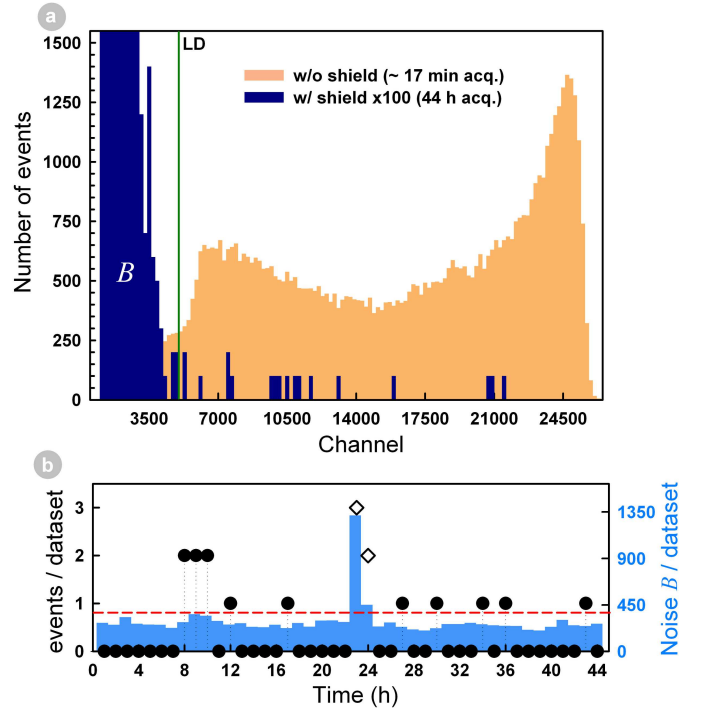 a
1500
1250
1000
750
500
250
0
Number of events
LD
w/o shield (~ 17 min acq.)
w/ shield x100 (44 h acq.)
B
3500 7000 10500 14000 17500 21000 24500
Channel
b
3
2
1
0
events / dataset
1350
900
450
0
Noise B / dataset
0 4 8 12 16 20 24 28 32 36 40 44
Time (h)